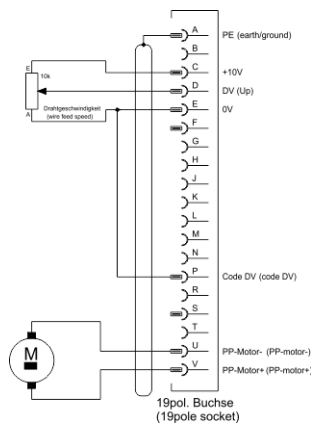 A PE (earth/ground)
B
E C +10V
10k D DV (Up)
A Drahtgeschwindigkeit E 0V
(wire feed speed)
F
G
H
J
K
L
M
N
P Code DV (code DV)
R
S
T
U PP-Motor- (PP-motor-)
M V PP-Motor+ (PP-motor+)
19pol. Buchse
(19pole socket)